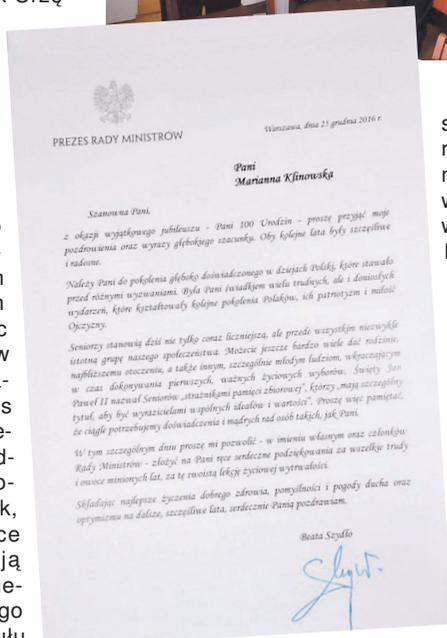 PREZES RADY MINISTRÓW
Warszawa, dnia 25 grudnia 2016 r.
Pani
Marianna Klinowska
Szanowna Pani,
z okazji wyjątkowego jubileuszu - Pani 100 Urodzin - proszę przyjąć moje
pozdrowienia oraz wyrazy głębokiego szacunku. Oby kolejne lata były szczęśliwe
i radosne.
Należy Pani do pokolenia głęboko doświadczonego w dziejach Polski, które stawało
przed różnymi wyzwaniami. Była Pani świadkiem wielu trudnych, ale i doniosłych
wydarzeń, które kształtowały kolejne pokolenia Polaków, ich patriotyzm i miłość
Ojczyzny.
Seniorzy stanowią dziś nie tylko coraz liczniejszą, ale przede wszystkim niezwykle
istotną grupę naszego społeczeństwa. Możecie jeszcze bardzo wiele dać rodzinie,
najbliższemu otoczeniu, a także innym, szczególnie młodym ludziom, wkraczającym
w czas dokonywania pierwszych, ważnych życiowych wyborów. Święty Jan
Paweł II nazwał Seniorów „strażnikami pamięci zbiorowej", którzy „mają szczególny
tytuł, aby być wyrazicielami wspólnych ideałów i wartości". Proszę więc pamiętać,
że ciągle potrzebujemy doświadczenia i mądrych rad osób takich, jak Pani.
W tym szczególnym dniu proszę mi pozwolić - w imieniu własnym oraz członków
Rady Ministrów - złożyć na Pani ręce serdeczne podziękowania za wszelkie trudy
i owoce minionych lat, za tę swoistą lekcję życiowej wytrwałości.
Składając najlepsze życzenia dobrego zdrowia, pomyślności i pogody ducha oraz
optymizmu na dalsze, szczęśliwe lata, serdecznie Panią pozdrawiam.
Beata Szydło